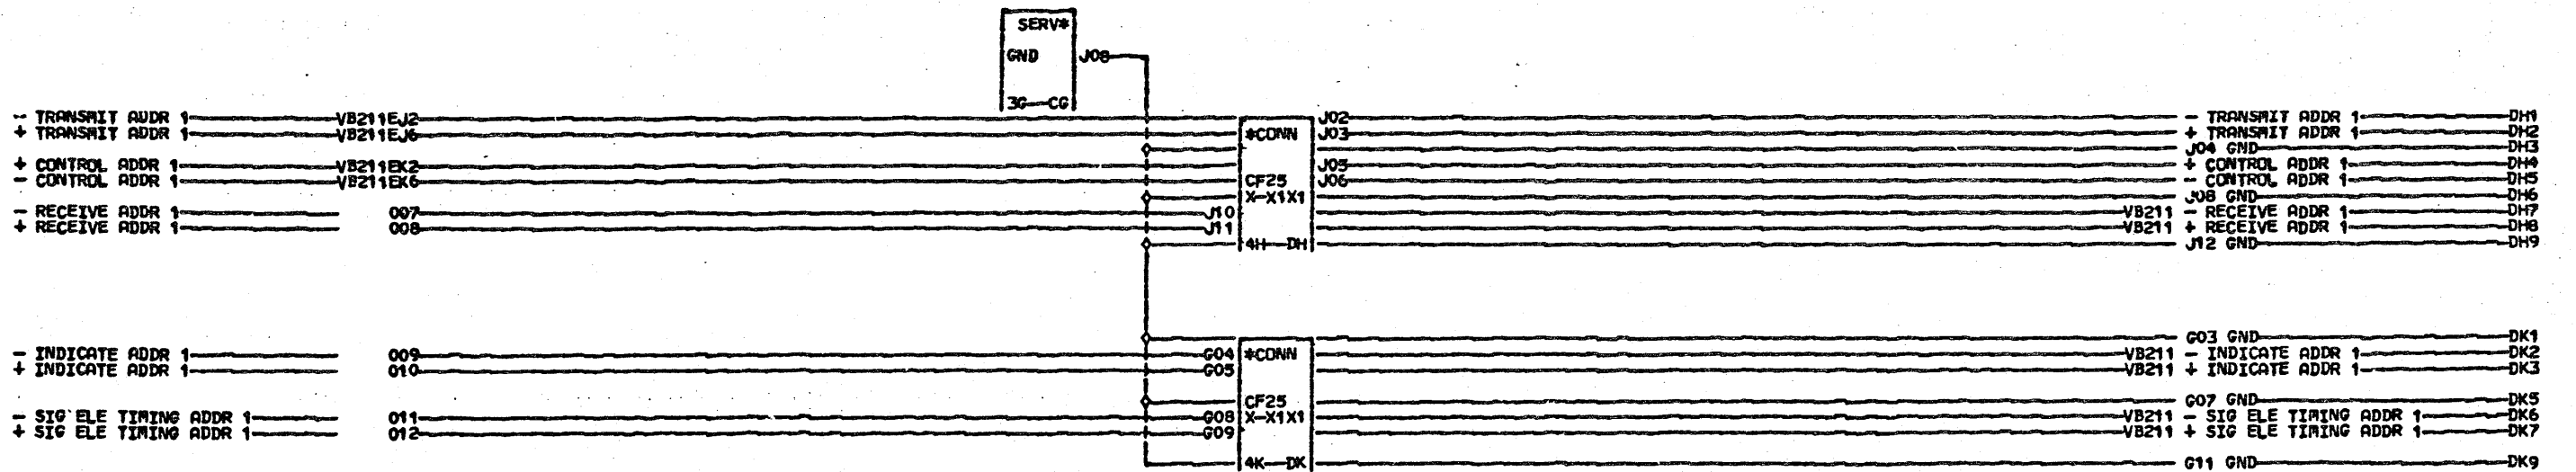 SERV*
GND J08
3G CG
- TRANSMIT AUDR 1 VB211EJ2 J02 - TRANSMIT ADDR 1 DH1
+ TRANSMIT ADDR 1 VB211EJ6 *CONN J03 + TRANSMIT ADDR 1 DH2
J04 GND DH3
+ CONTROL ADDR 1 VB211EK2 J05 + CONTROL ADDR 1 DH4
- CONTROL ADDR 1 VB211EK6 CF25 J06 - CONTROL ADDR 1 DH5
X-X1X1 J08 GND DH6
- RECEIVE ADDR 1 007 J10 VB211 - RECEIVE ADDR 1 DH7
+ RECEIVE ADDR 1 008 J11 VB211 + RECEIVE ADDR 1 DH8
4H DH J12 GND DH9
G03 GND DK1
- INDICATE ADDR 1 009 G04 *CONN VB211 - INDICATE ADDR 1 DK2
+ INDICATE ADDR 1 010 G05 VB211 + INDICATE ADDR 1 DK3
CF25 G07 GND DK5
- SIG ELE TIMING ADDR 1 011 G08 X-X1X1 VB211 - SIG ELE TIMING ADDR 1 DK6
+ SIG ELE TIMING ADDR 1 012 G09 VB211 + SIG ELE TIMING ADDR 1 DK7
4K DK G11 GND DK9